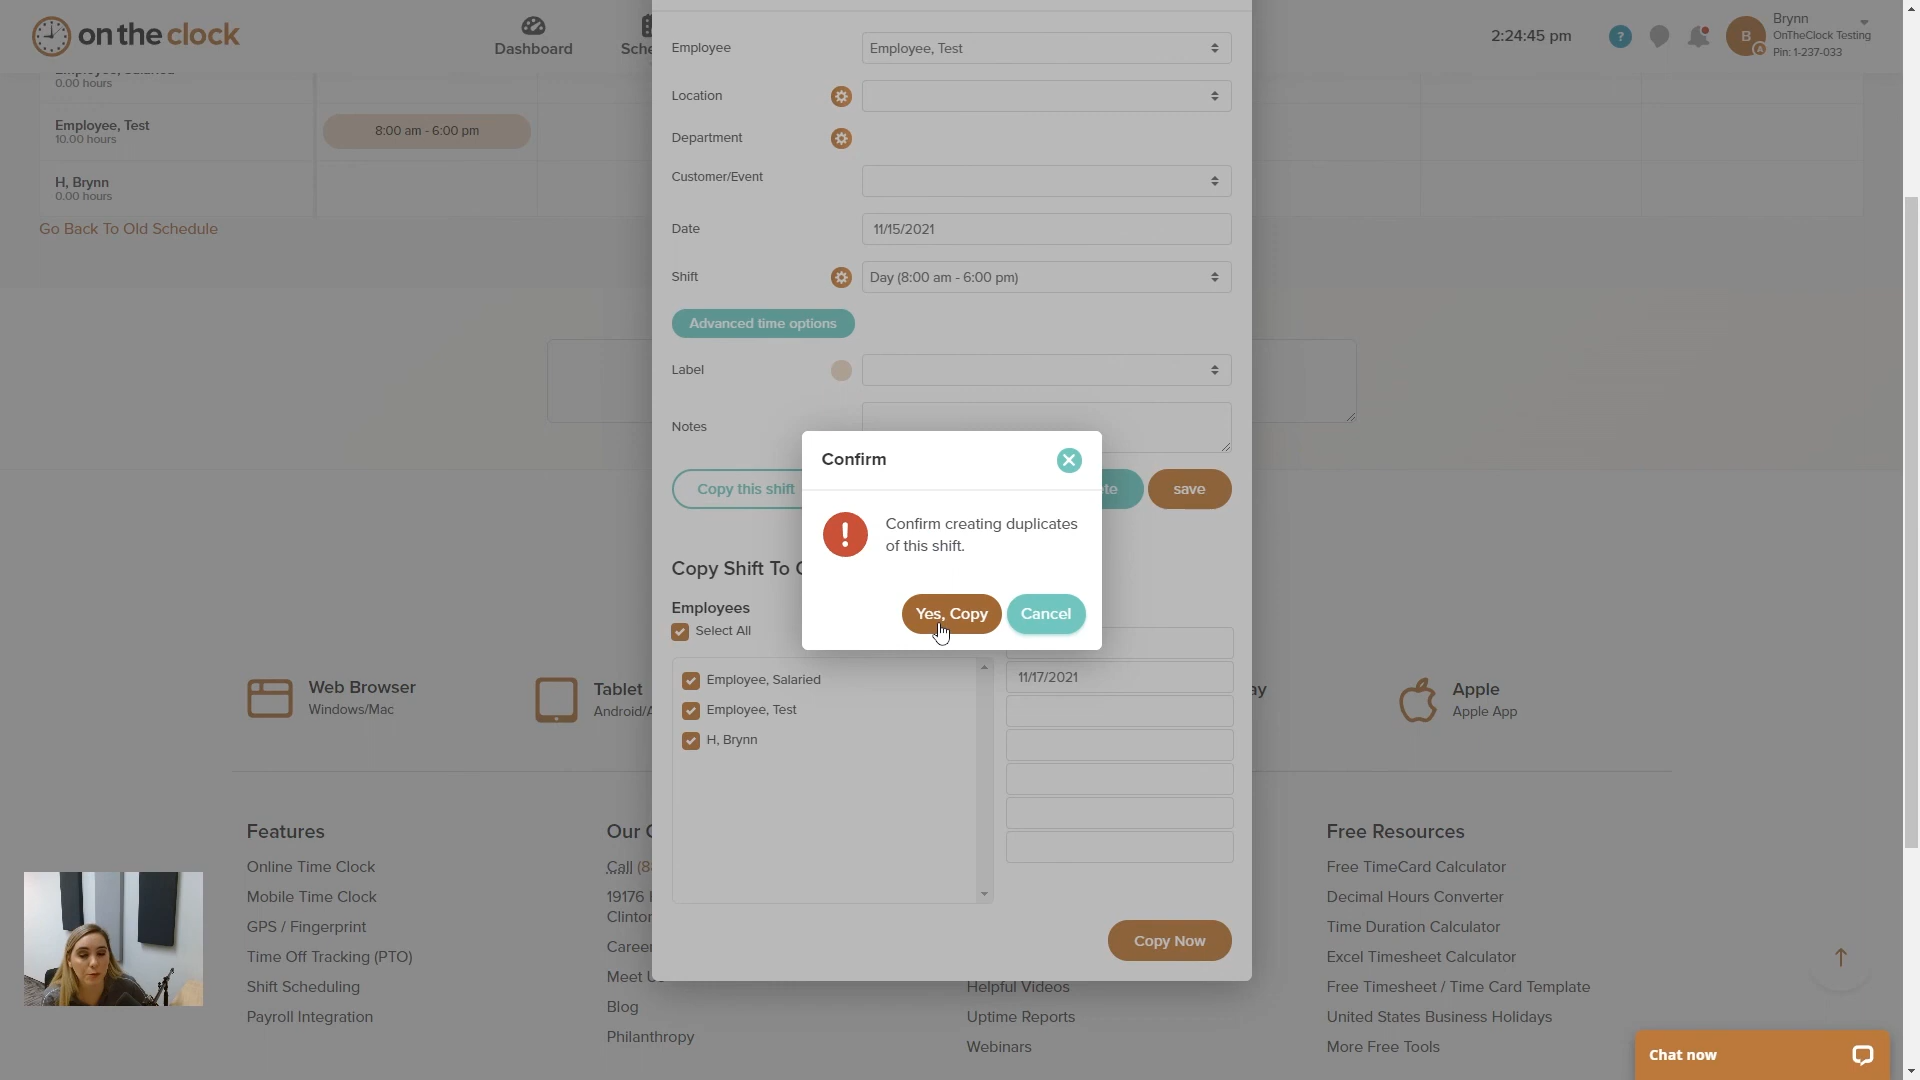 on the clock
Dashboard
2:24:45 pm
?
B
A
Brynn
OnTheClock Testing
Pin: 1-237-033
0.00 hours
Employee, Test
10.00 hours
8:00 am - 6:00 pm
H, Brynn
0.00 hours
Go Back To Old Schedule
Employee
Employee, Test
Location
Department
Customer/Event
Date
11/15/2021
Shift
Day (8:00 am - 6:00 pm)
Advanced time options
Label
Notes
Copy this shift
save
Confirm
Confirm creating duplicates
of this shift.
Yes, Copy
Cancel
Copy Shift To
Employees
Select All
Employee, Salaried
Employee, Test
H, Brynn
11/17/2021
Copy Now
Web Browser
Windows/Mac
Tablet
Apple
Apple App
Features
Online Time Clock
Mobile Time Clock
GPS / Fingerprint
Time Off Tracking (PTO)
Shift Scheduling
Payroll Integration
Our
Call
19176
Blog
Philanthropy
Helpful Videos
Uptime Reports
Webinars
Free Resources
Free TimeCard Calculator
Decimal Hours Converter
Time Duration Calculator
Excel Timesheet Calculator
Free Timesheet / Time Card Template
United States Business Holidays
More Free Tools
Chat now